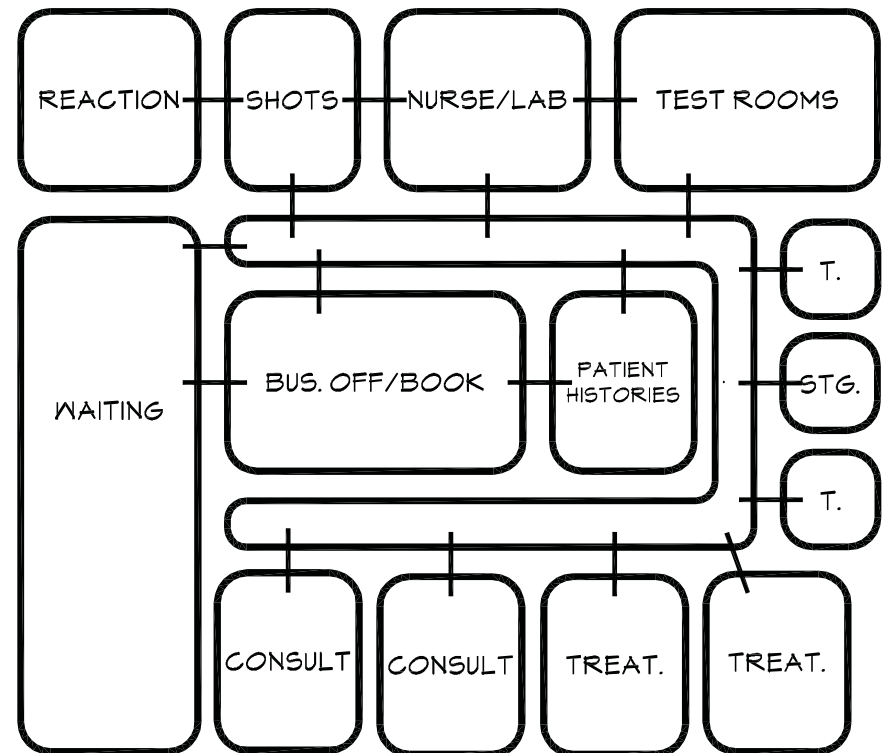 REACTION
SHOTS
NURSE/LAB
TEST ROOMS
WAITING
BUS. OFF/BOOK
PATIENT
HISTORIES
T.
STG.
T.
CONSULT
CONSULT
TREAT.
TREAT.